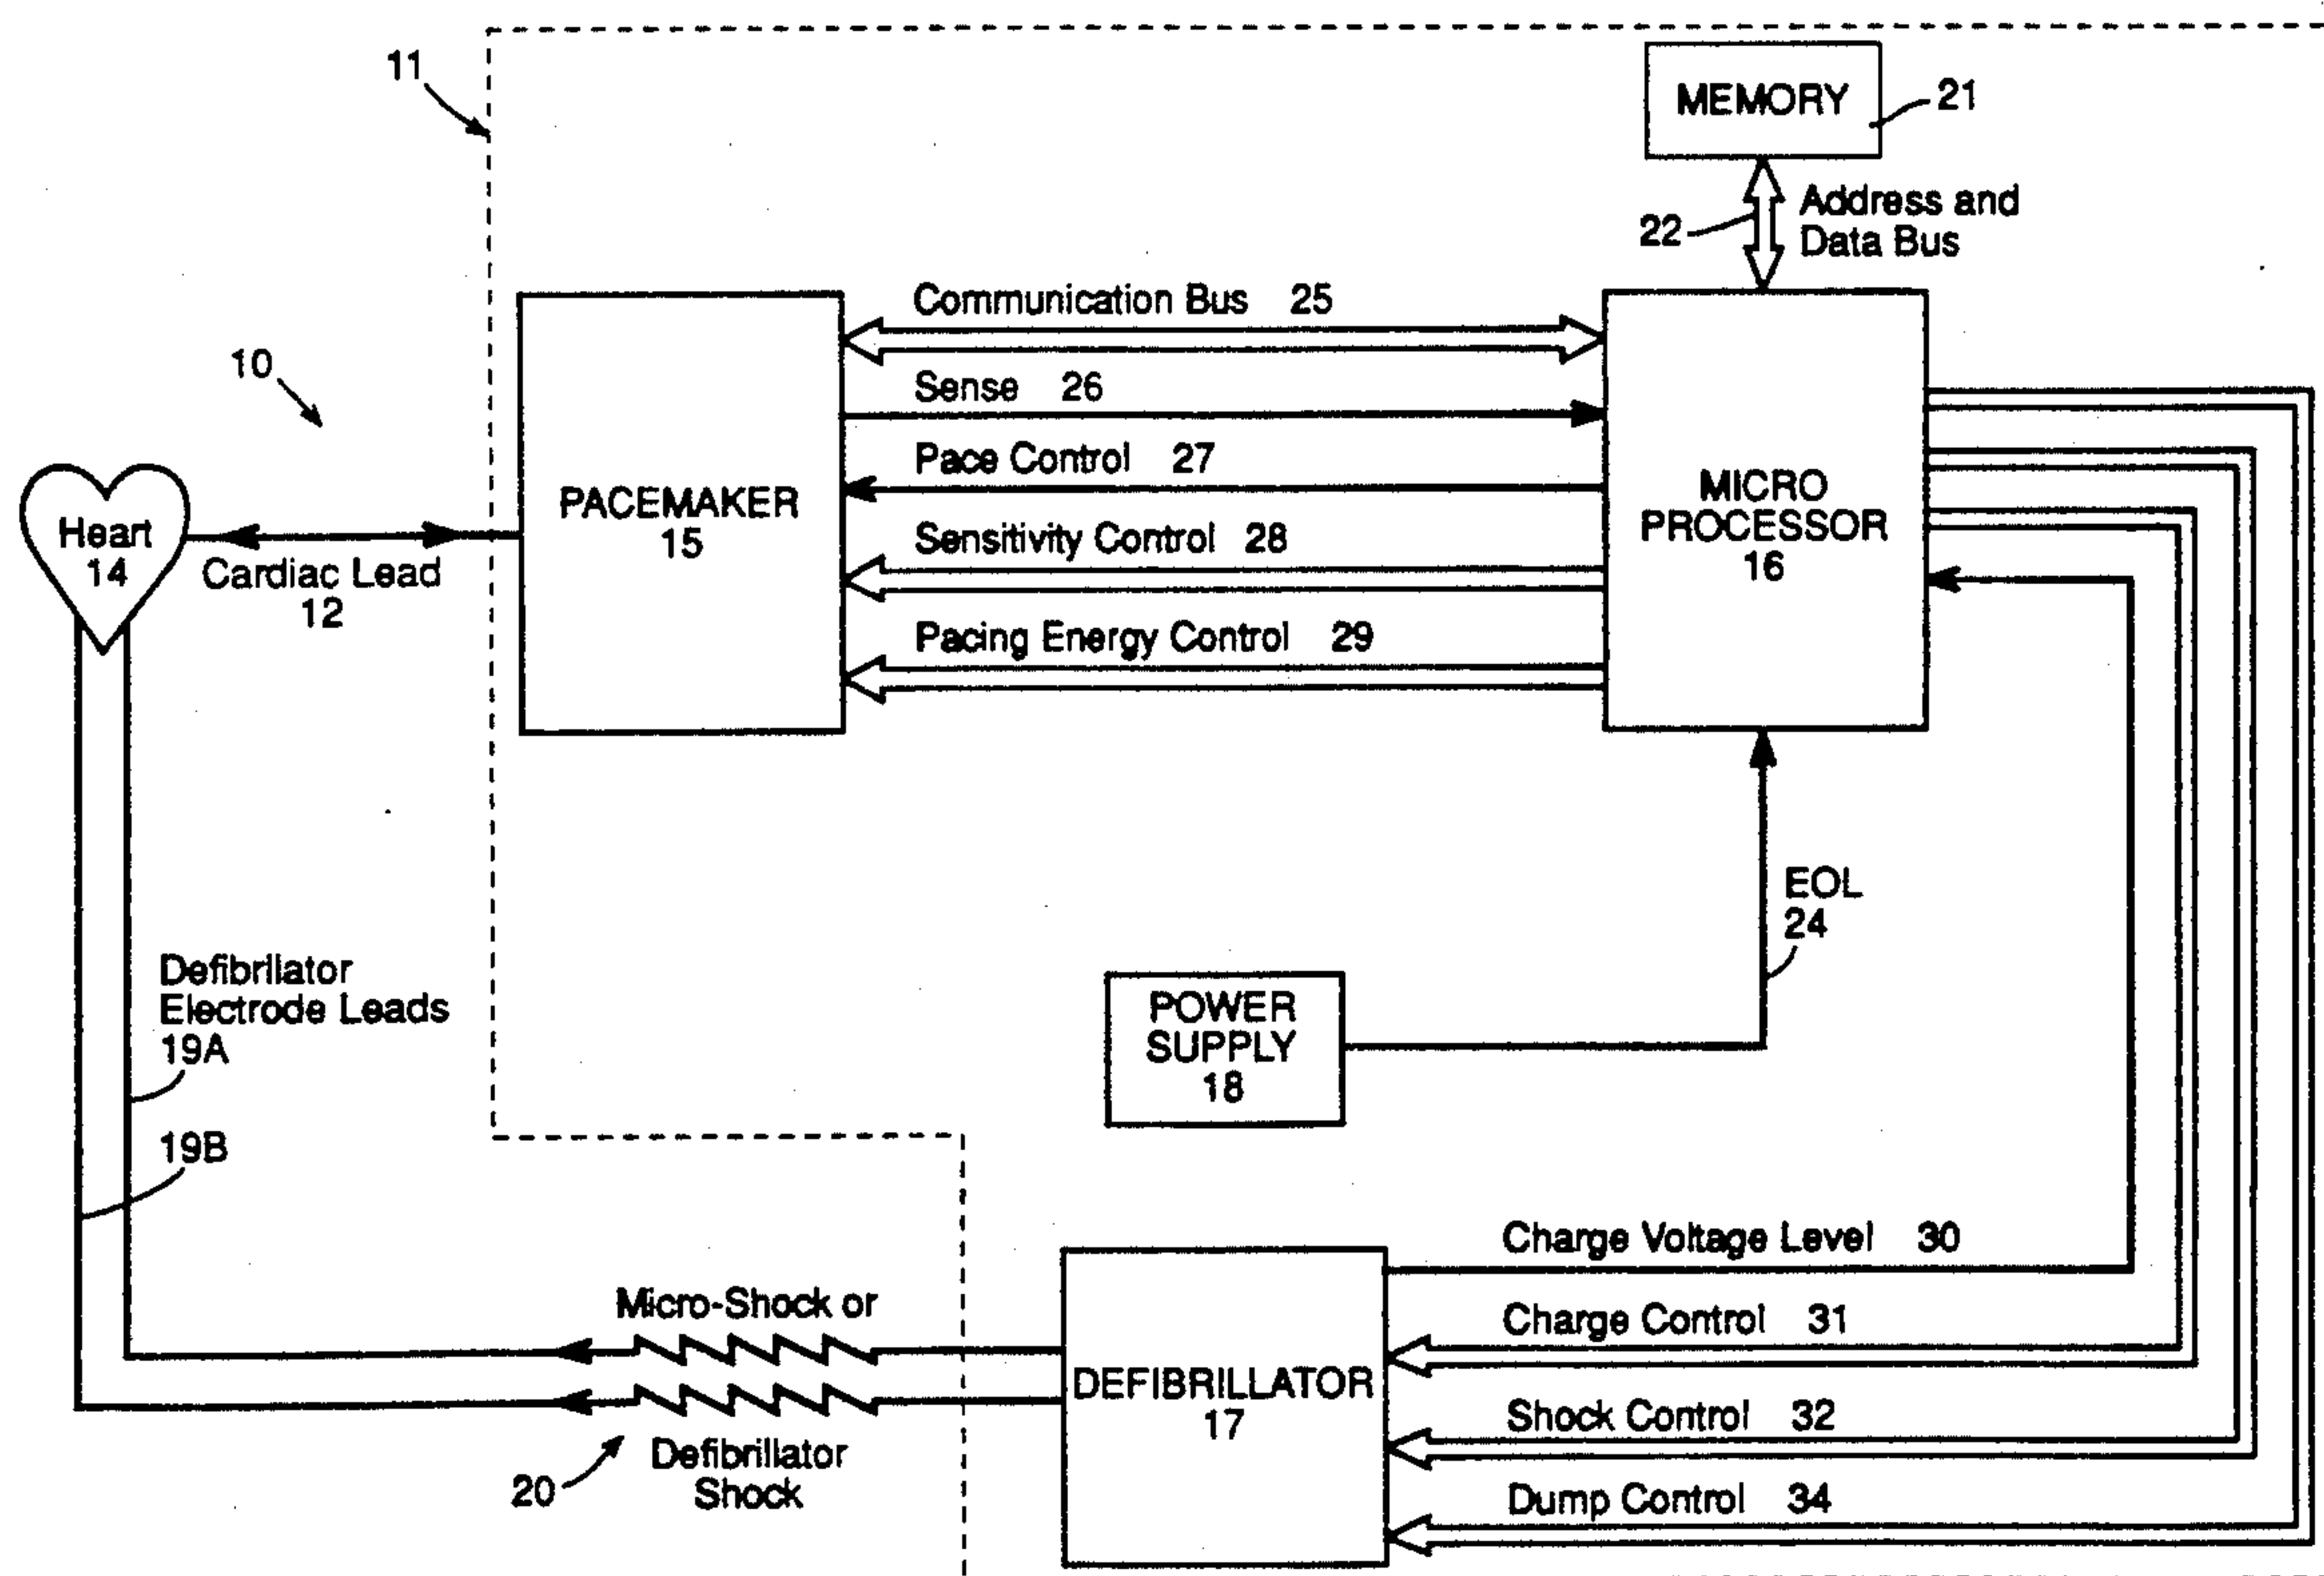 11
MEMORY
21
22
Address and
Data Bus
Communication Bus 25
Sense 26
Pace Control 27
Sensitivity Control 28
Pacing Energy Control 29
10
Heart
14
Cardiac Lead
12
PACEMAKER
15
MICRO
PROCESSOR
16
EOL
24
POWER
SUPPLY
18
Defibrllator
Electrode Leads
19A
19B
Micro-Shock or
Defibrillator
Shock
20
DEFIBRILLATOR
17
Charge Voltage Level 30
Charge Control 31
Shock Control 32
Dump Control 34